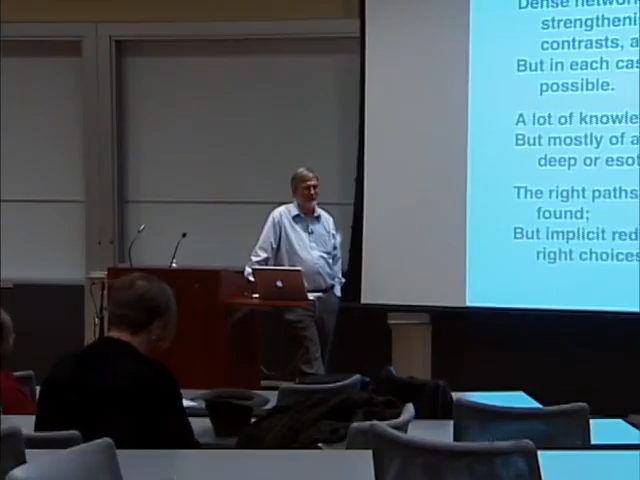 Dense networ
strengtheni
contrasts, a
But in each cas
possible.
A lot of knowle
But mostly of a
deep or esot
The right paths
found;
But implicit red
right choices